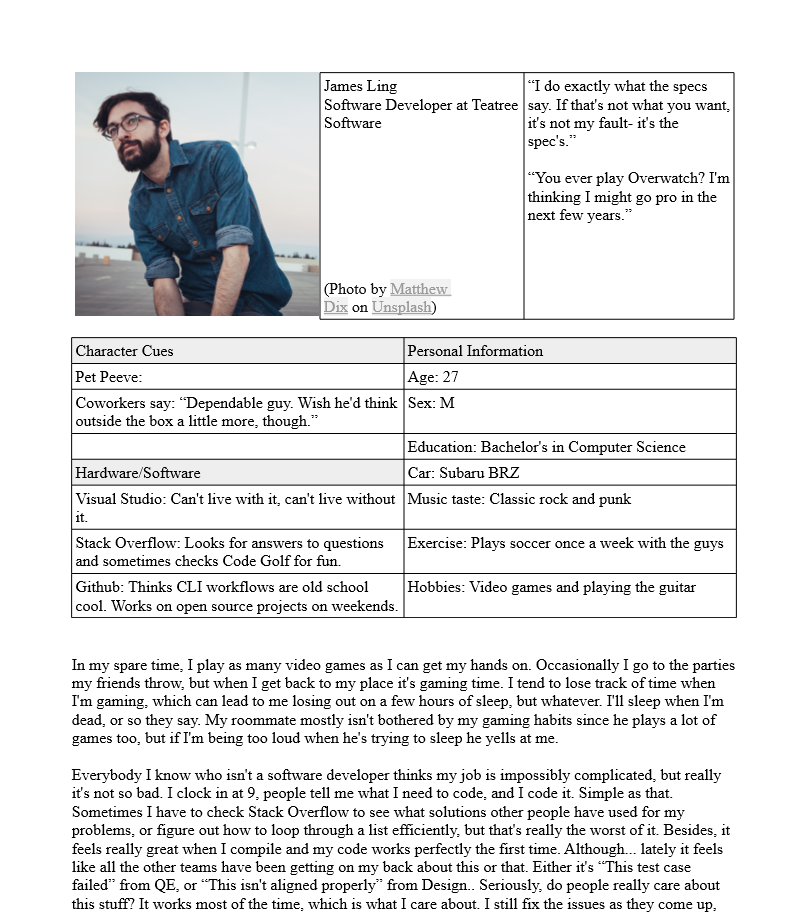 James Ling
Software Developer at Teatree
Software
(Photo by Matthew
Dix on Unsplash)
“I do exactly what the specs
say. If that's not what you want,
it's not my fault- it's the
spec's.”
“You ever play Overwatch? I'm
thinking I might go pro in the
next few years.”
Character Cues
Personal Information
Pet Peeve:
Age: 27
Coworkers say: “Dependable guy. Wish he'd think
outside the box a little more, though.”
Sex: M
Education: Bachelor's in Computer Science
Hardware/Software
Car: Subaru BRZ
Visual Studio: Can't live with it, can't live without
it.
Music taste: Classic rock and punk
Stack Overflow: Looks for answers to questions
and sometimes checks Code Golf for fun.
Exercise: Plays soccer once a week with the guys
Github: Thinks CLI workflows are old school
cool. Works on open source projects on weekends.
Hobbies: Video games and playing the guitar
In my spare time, I play as many video games as I can get my hands on. Occasionally I go to the parties
my friends throw, but when I get back to my place it's gaming time. I tend to lose track of time when
I'm gaming, which can lead to me losing out on a few hours of sleep, but whatever. I'll sleep when I'm
dead, or so they say. My roommate mostly isn't bothered by my gaming habits since he plays a lot of
games too, but if I'm being too loud when he's trying to sleep he yells at me.
Everybody I know who isn't a software developer thinks my job is impossibly complicated, but really
it's not so bad. I clock in at 9, people tell me what I need to code, and I code it. Simple as that.
Sometimes I have to check Stack Overflow to see what solutions other people have used for my
problems, or figure out how to loop through a list efficiently, but that's really the worst of it. Besides, it
feels really great when I compile and my code works perfectly the first time. Although... lately it feels
like all the other teams have been getting on my back about this or that. Either it's “This test case
failed” from QE, or “This isn't aligned properly” from Design.. Seriously, do people really care about
this stuff? It works most of the time, which is what I care about. I still fix the issues as they come up,